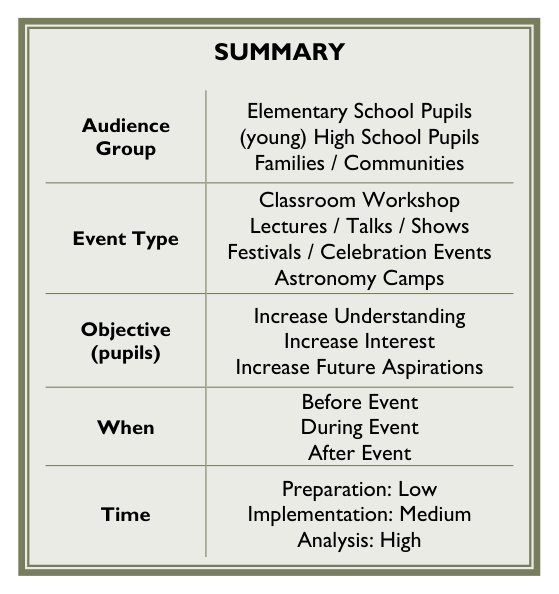 SUMMARY
Audience
Group
Elementary School Pupils
(young) High School Pupils
Families / Communities
Event Type
Classroom Workshop
Lectures / Talks / Shows
Festivals / Celebration Events
Astronomy Camps
Objective
(pupils)
Increase Understanding
Increase Interest
Increase Future Aspirations
When
Before Event
During Event
After Event
Time
Preparation: Low
Implementation: Medium
Analysis: High